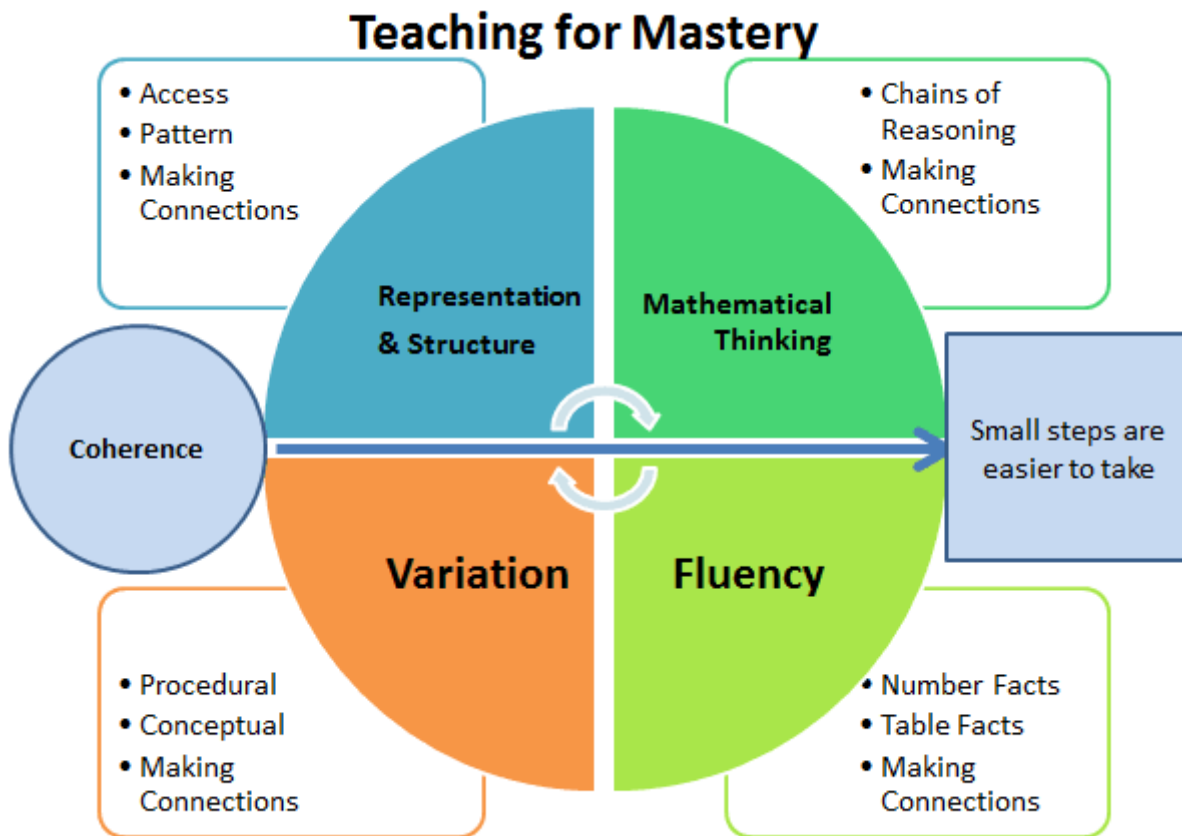 Teaching for Mastery
• Access
• Pattern
• Making
Connections
• Chains of
Reasoning
• Making
Connections
Representation
& Structure
Mathematical
Thinking
Coherence
Small steps are
easier to take
Variation
Fluency
• Procedural
• Conceptual
• Making
Connections
• Number Facts
• Table Facts
• Making
Connections